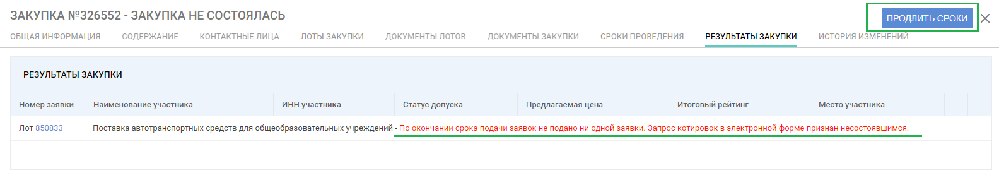 ЗАКУПКА №326552 - ЗАКУПКА НЕ СОСТОЯЛАСЬ
ПРОДЛИТЬ СРОКИ
ОБЩАЯ ИНФОРМАЦИЯ СОДЕРЖАНИЕ КОНТАКТНЫЕ ЛИЦА ЛОТЫ ЗАКУПКИ ДОКУМЕНТЫ ЛОТОВ ДОКУМЕНТЫ ЗАКУПКИ СРОКИ ПРОВЕДЕНИЯ РЕЗУЛЬТАТЫ ЗАКУПКИ ИСТОРИЯ ИЗМЕНЕНИЙ
РЕЗУЛЬТАТЫ ЗАКУПКИ
Номер заявки Наименование участника ИНН участника Статус допуска Предлагаемая цена Итоговый рейтинг Место участника
Лот 850833 Поставка автотранспортных средств для общеобразовательных учреждений - По окончании срока подачи заявок не подано ни одной заявки. Запрос котировок в электронной форме признан несостоявшимся.